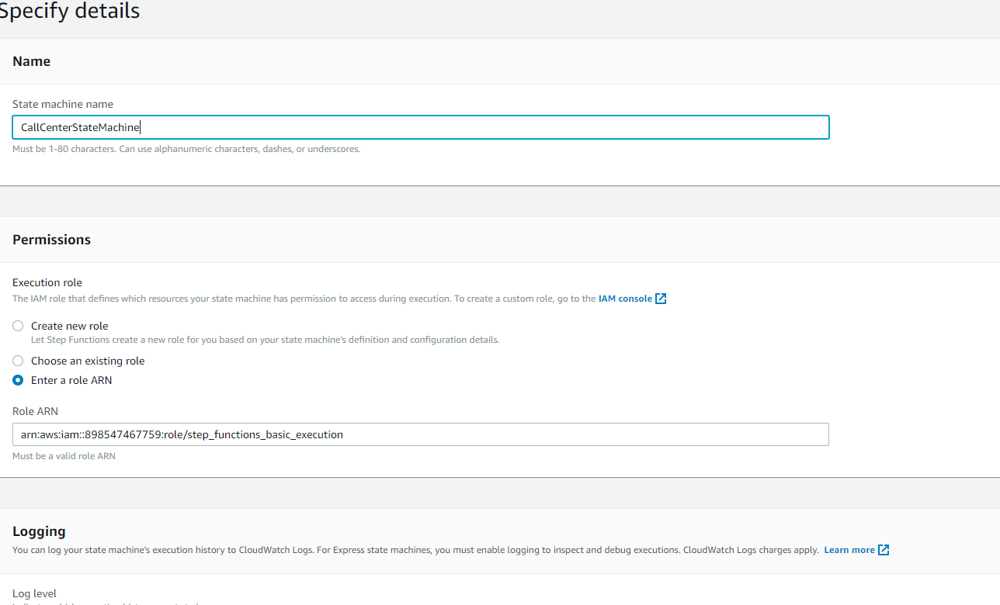 Specify details
Name
State machine name
CallCenterStateMachine
Must be 1-80 characters. Can use alphanumeric characters, dashes, or underscores.
Permissions
Execution role
The IAM role that defines which resources your state machine has permission to access during execution. To create a custom role, go to the IAM console
Create new role
Let Step Functions create a new role for you based on your state machine's definition and configuration details.
Choose an existing role
Enter a role ARN
Role ARN
arn:aws:iam::898547467759:role/step_functions_basic_execution
Must be a valid role ARN
Logging
You can log your state machine's execution history to CloudWatch Logs. For Express state machines, you must enable logging to inspect and debug executions. CloudWatch Logs charges apply. Learn more
Log level